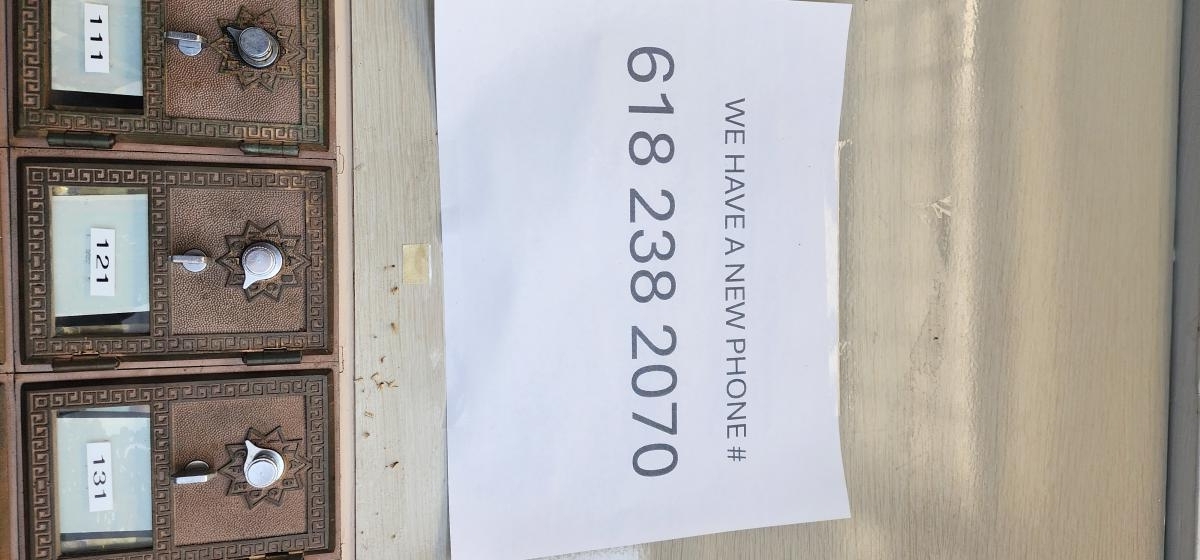 WE HAVE A NEW PHONE #
618 238 2070
111
121
131